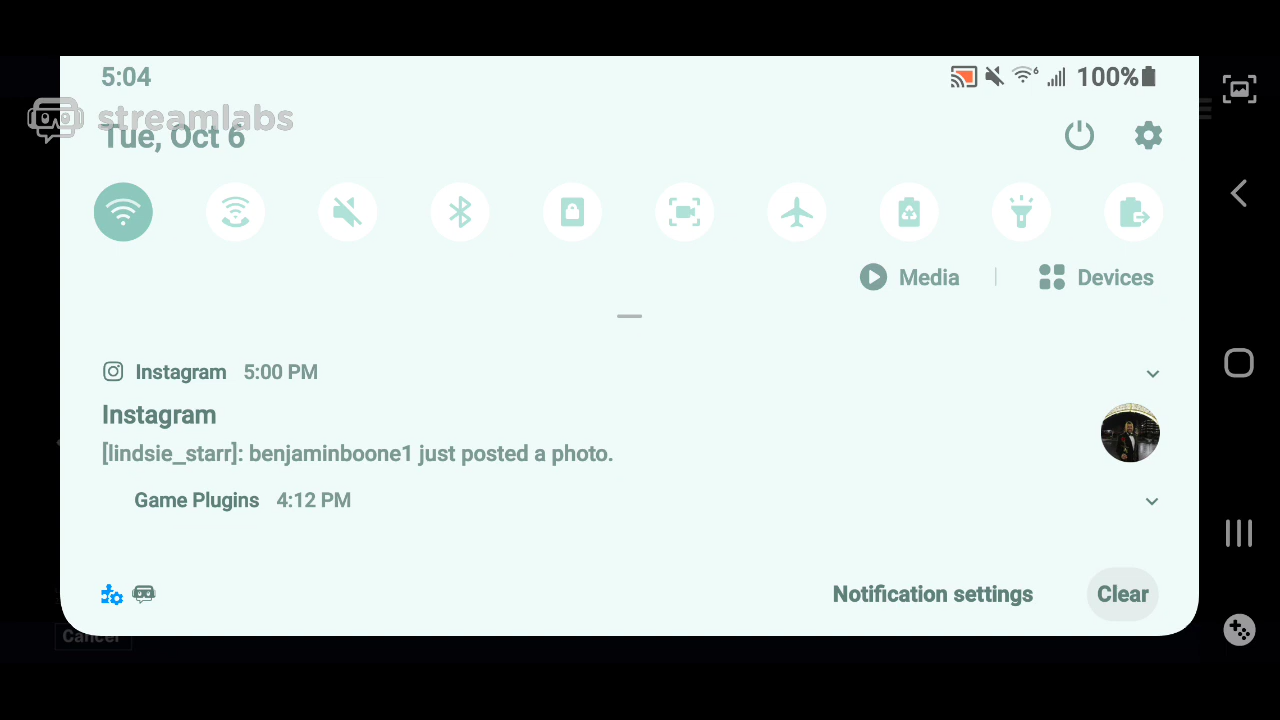 5:04
100%
streamlabs
Tue, Oct 6
Media
Devices
Instagram 5:00 PM
Instagram
[lindsie_starr]: benjaminboone1 just posted a photo.
Game Plugins 4:12 PM
Notification settings
Clear
Cancel